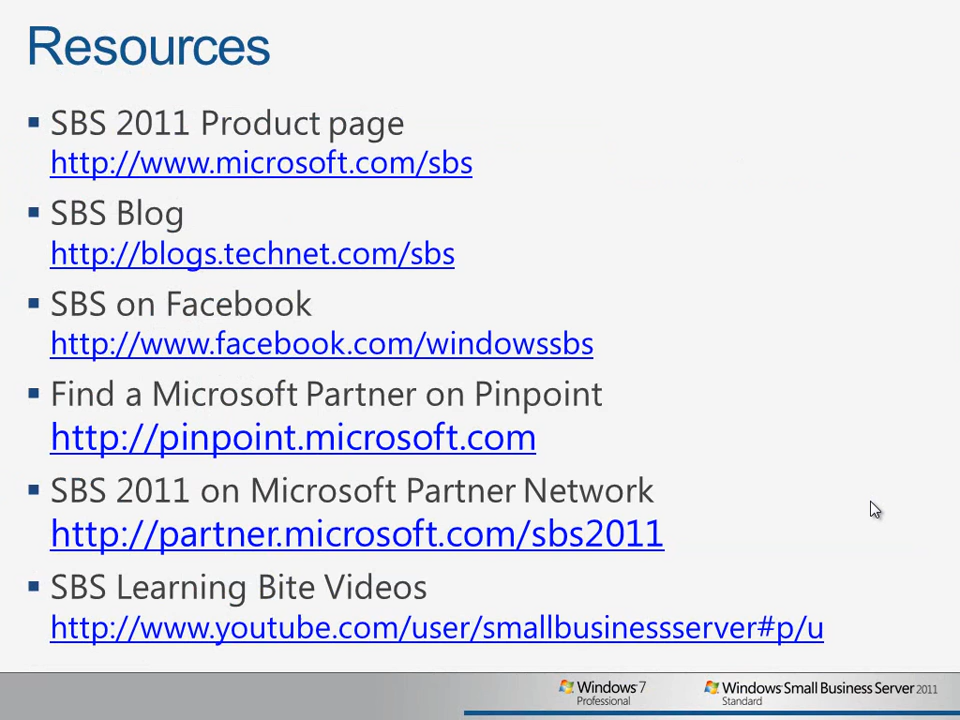 Resources
SBS 2011 Product page
http://www.microsoft.com/sbs
SBS Blog
http://blogs.technet.com/sbs
SBS on Facebook
http://www.facebook.com/windowssbs
Find a Microsoft Partner on Pinpoint
http://pinpoint.microsoft.com
SBS 2011 on Microsoft Partner Network
http://partner.microsoft.com/sbs2011
SBS Learning Bite Videos
http://www.youtube.com/user/smallbusinessserver#p/u
Windows 7
Professional
Windows Small Business Server 2011
Standard